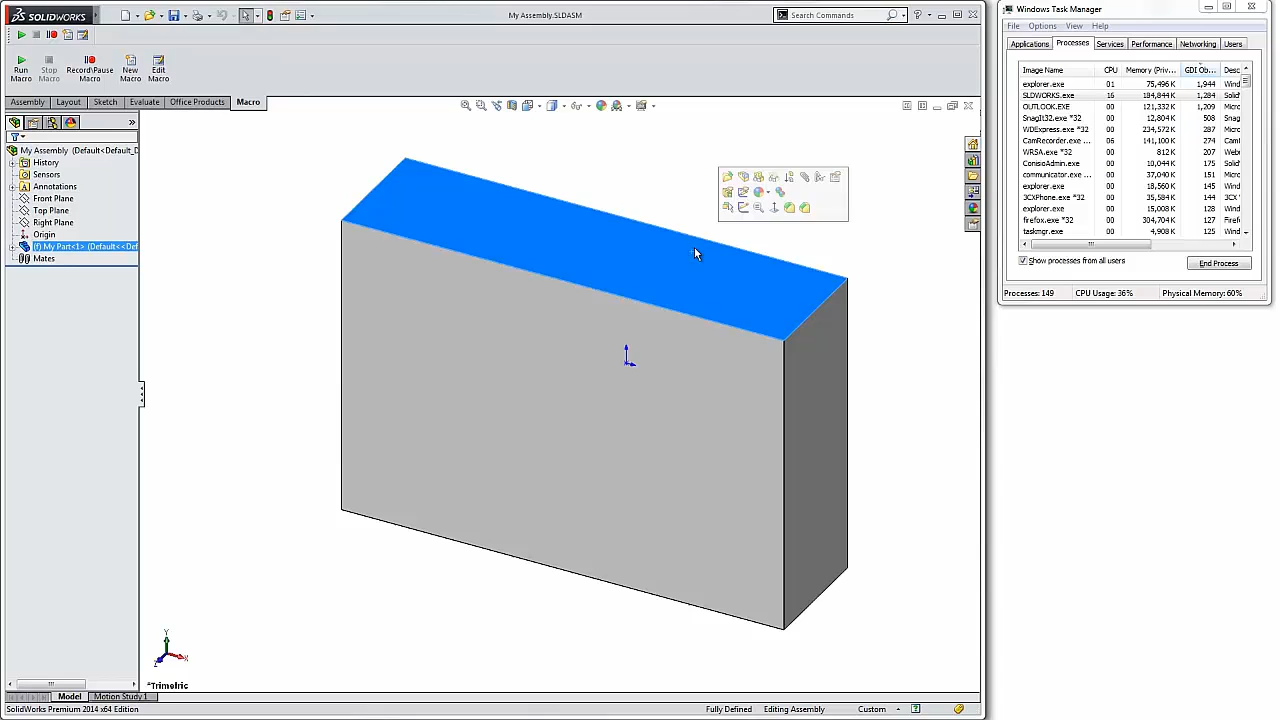 SOLIDWORKS
My Assembly.SLDASM
Search Commands
Run Macro
Stop Macro
Record\Pause Macro
New Macro
Edit Macro
Assembly Layout Sketch Evaluate Office Products Macro
My Assembly (Default<Default_D
History
Sensors
Annotations
Front Plane
Top Plane
Right Plane
Origin
(f) My Part<1> (Default<<Def
Mates
Y
X
Z
*Trimetric
Model Motion Study 1
SolidWorks Premium 2014 x64 Edition
Fully Defined Editing Assembly Custom
Windows Task Manager
File Options View Help
Applications Processes Services Performance Networking Users
Image Name CPU Memory (Priv... GDI Ob... Desc
explorer.exe 01 75,496 K 1,944 Wind
SLDWORKS.exe 16 184,844 K 1,284 Solid
OUTLOOK.EXE 00 121,332 K 1,209 Micro
SnagIt32.exe *32 00 12,804 K 508 Snag
WDExpress.exe *32 00 234,572 K 287 Micro
CamRecorder.exe ... 06 141,100 K 274 Camt
WRSA.exe *32 00 812 K 207 Webr
ConisioAdmin.exe 00 10,044 K 175 Solid
communicator.exe ... 00 37,040 K 151 Micro
explorer.exe 00 18,560 K 145 Wind
3CXPhone.exe *32 00 35,584 K 144 3CX
explorer.exe 00 15,008 K 128 Wind
firefox.exe *32 00 304,704 K 127 Firef
taskmgr.exe 00 4,908 K 125 Wind
Show processes from all users
End Process
Processes: 149 CPU Usage: 36% Physical Memory: 60%